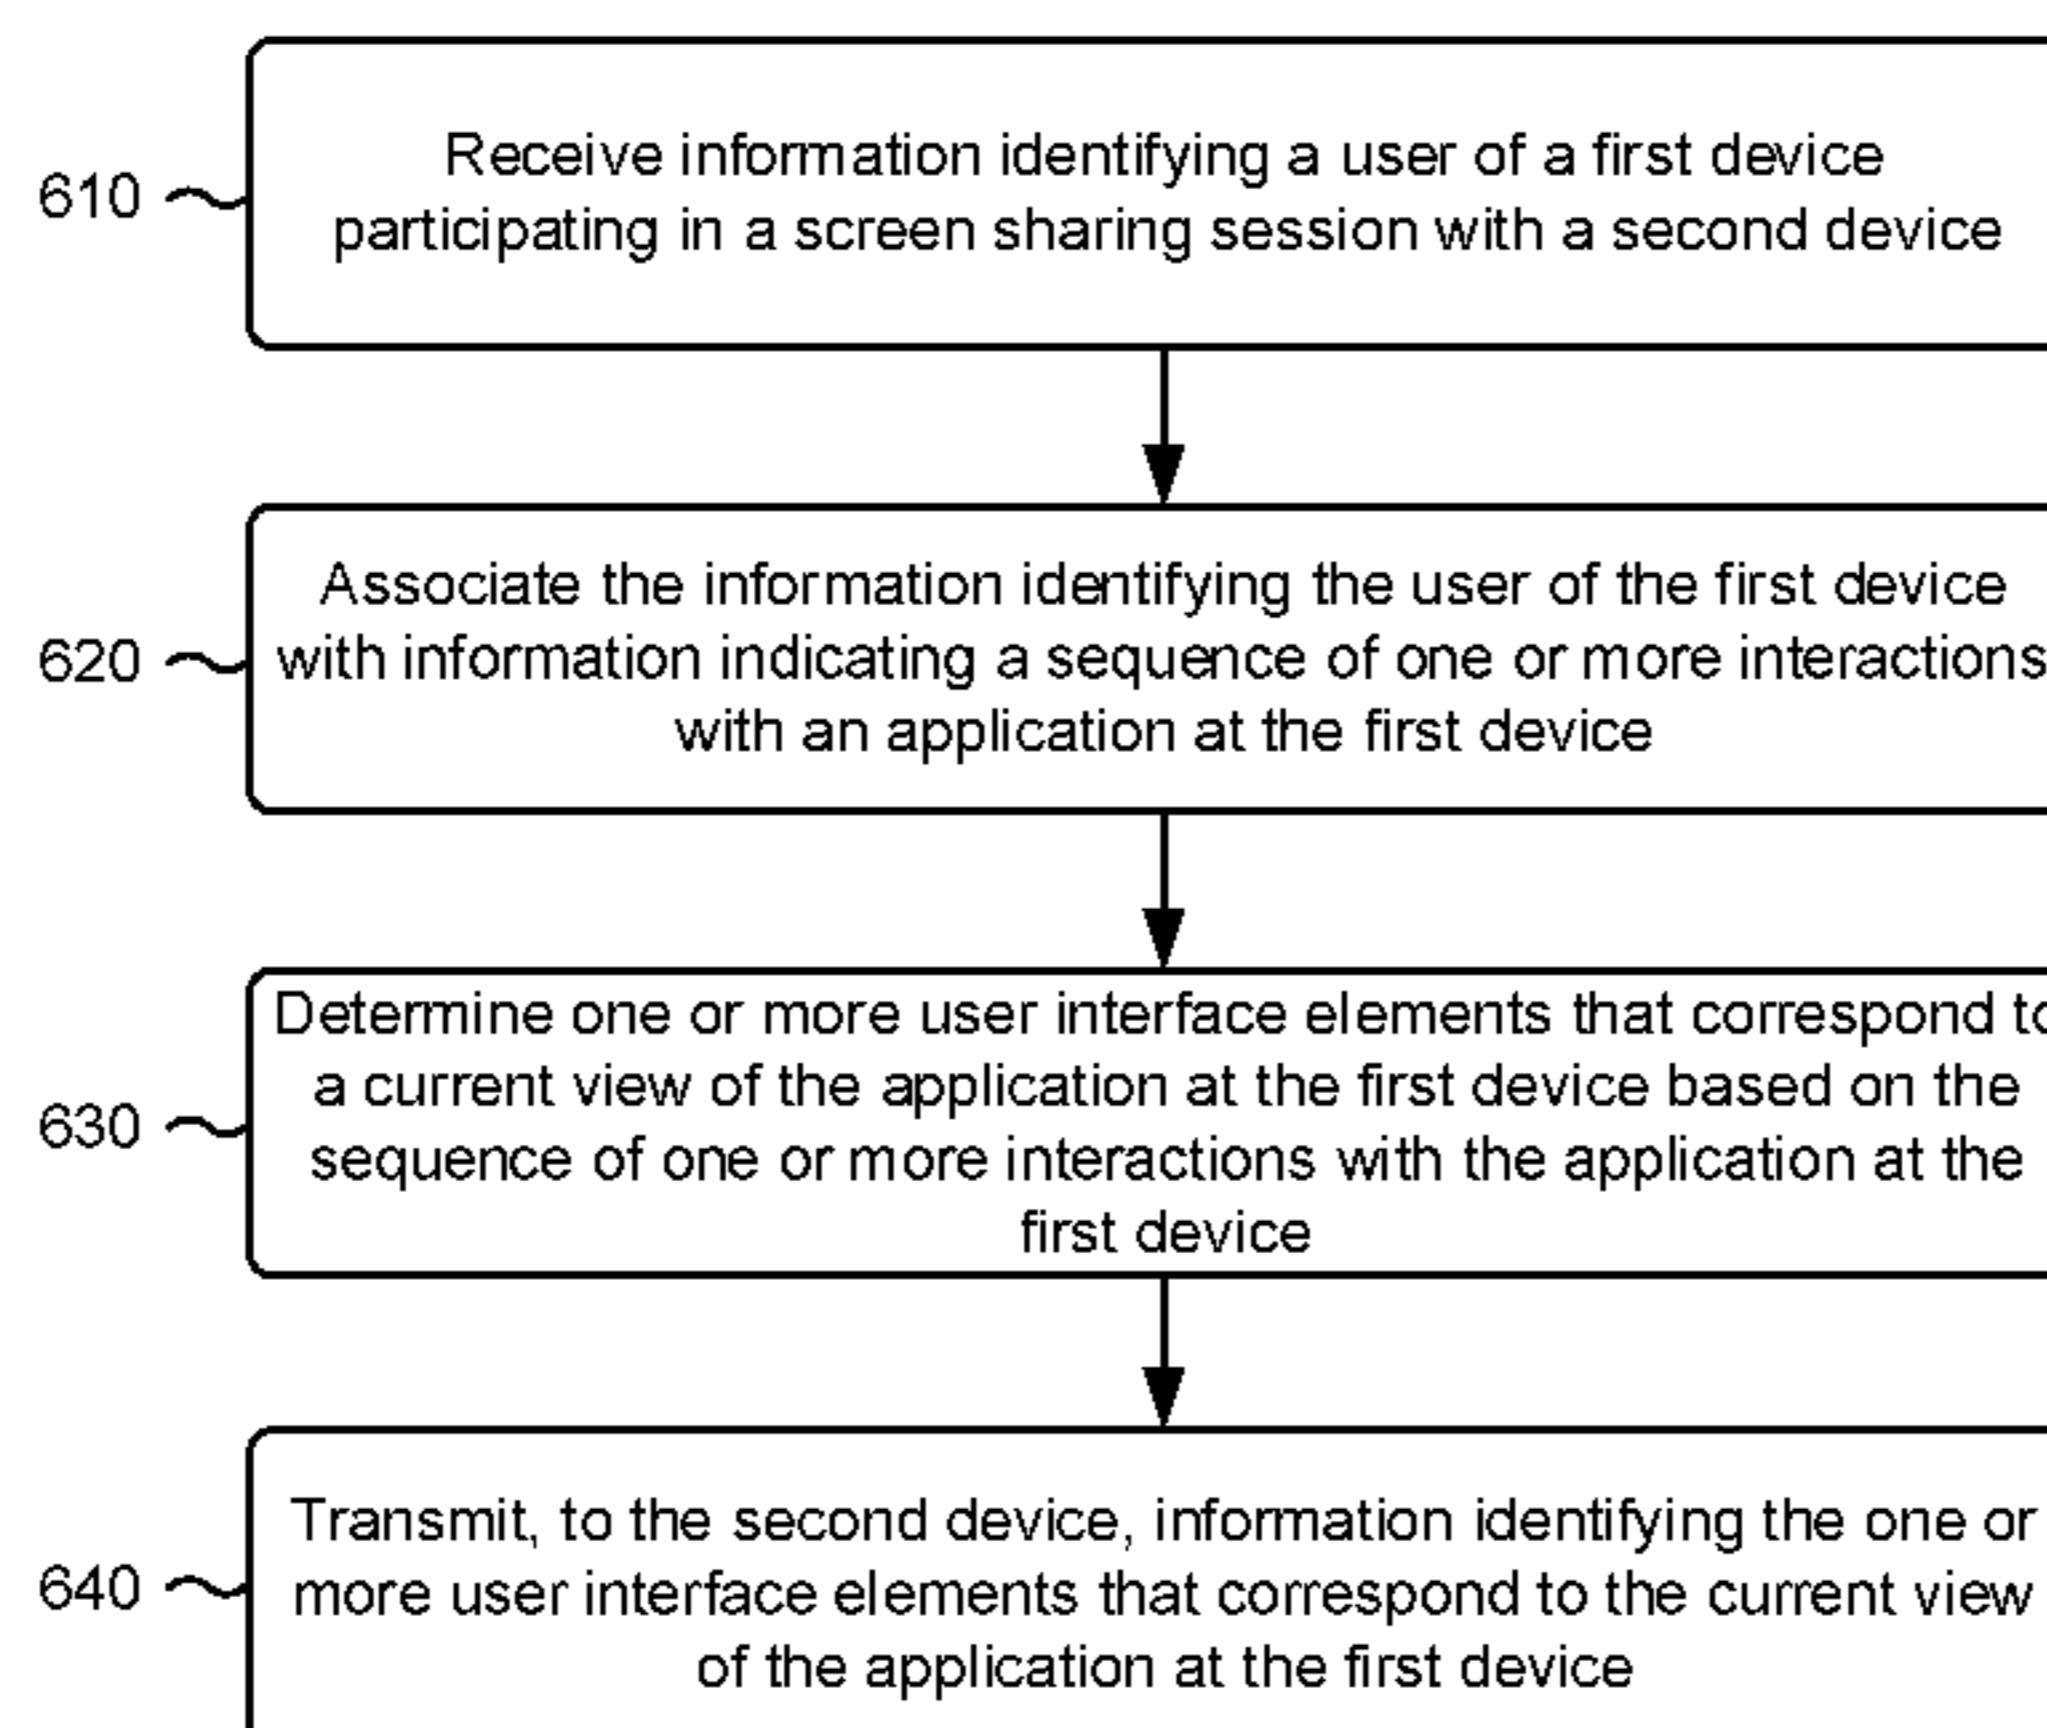 610
Receive information identifying a user of a first device
participating in a screen sharing session with a second device
620
Associate the information identifying the user of the first device
with information indicating a sequence of one or more interactions
with an application at the first device
630
Determine one or more user interface elements that correspond to
a current view of the application at the first device based on the
sequence of one or more interactions with the application at the
first device
640
Transmit, to the second device, information identifying the one or
more user interface elements that correspond to the current view
of the application at the first device